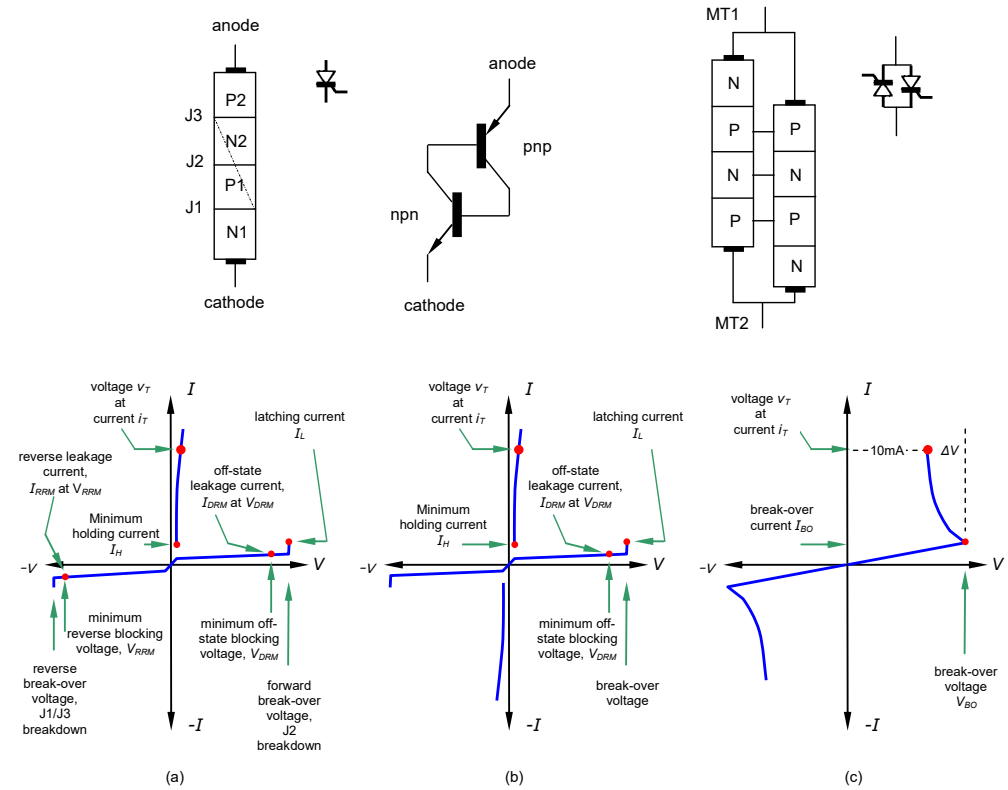 anode
P2
J3
N2
J2
P1
J1
N1
cathode
anode
pnp
npn
cathode
MT1
N
P
P
N
N
P
P
N
MT2
I
voltage vT
at
current iT
latching current
IL
reverse leakage
current,
IRRM at VRRM
off-state
leakage current,
IDRM at VDRM
Minimum
holding current
IH
-V
V
minimum
reverse blocking
voltage, VRRM
minimum off-
state blocking
voltage, VDRM
reverse
break-over
voltage,
J1/J3
breakdown
forward
break-over
voltage,
J2
breakdown
-I
(a)
I
voltage vT
at
current iT
latching current
IL
off-state
leakage current,
IDRM at VDRM
Minimum
holding current
IH
-V
V
minimum off-
state blocking
voltage, VDRM
break-over
voltage
-I
(b)
I
voltage vT
at
current iT
10mA
ΔV
break-over
current IBO
-V
V
break-over
voltage
VBO
-I
(c)